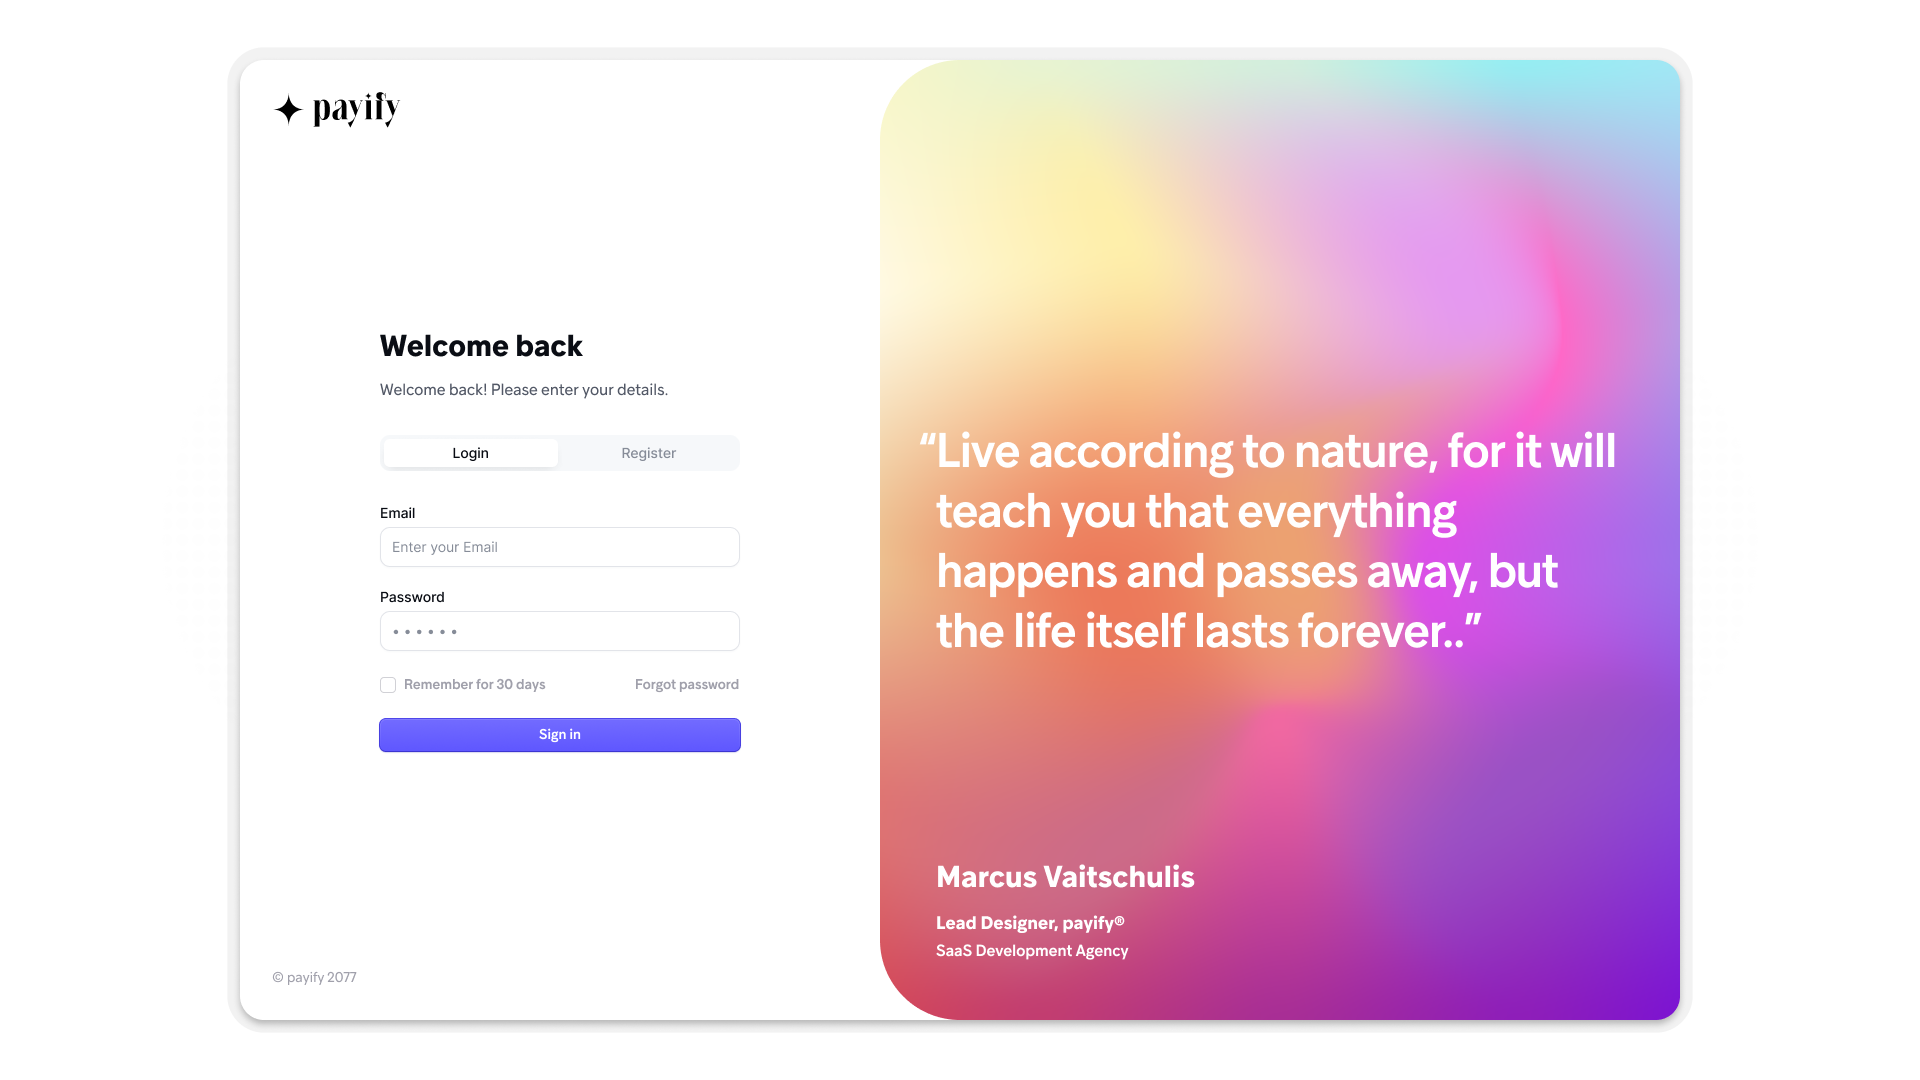 payify
Welcome back
Welcome back! Please enter your details.
Login
Register
Email
Enter your Email
Password
Remember for 30 days
Forgot password
Sign in
© payify 2077
“Live according to nature, for it will
teach you that everything
happens and passes away, but
the life itself lasts forever..”
Marcus Vaitschulis
Lead Designer, payify®
SaaS Development Agency